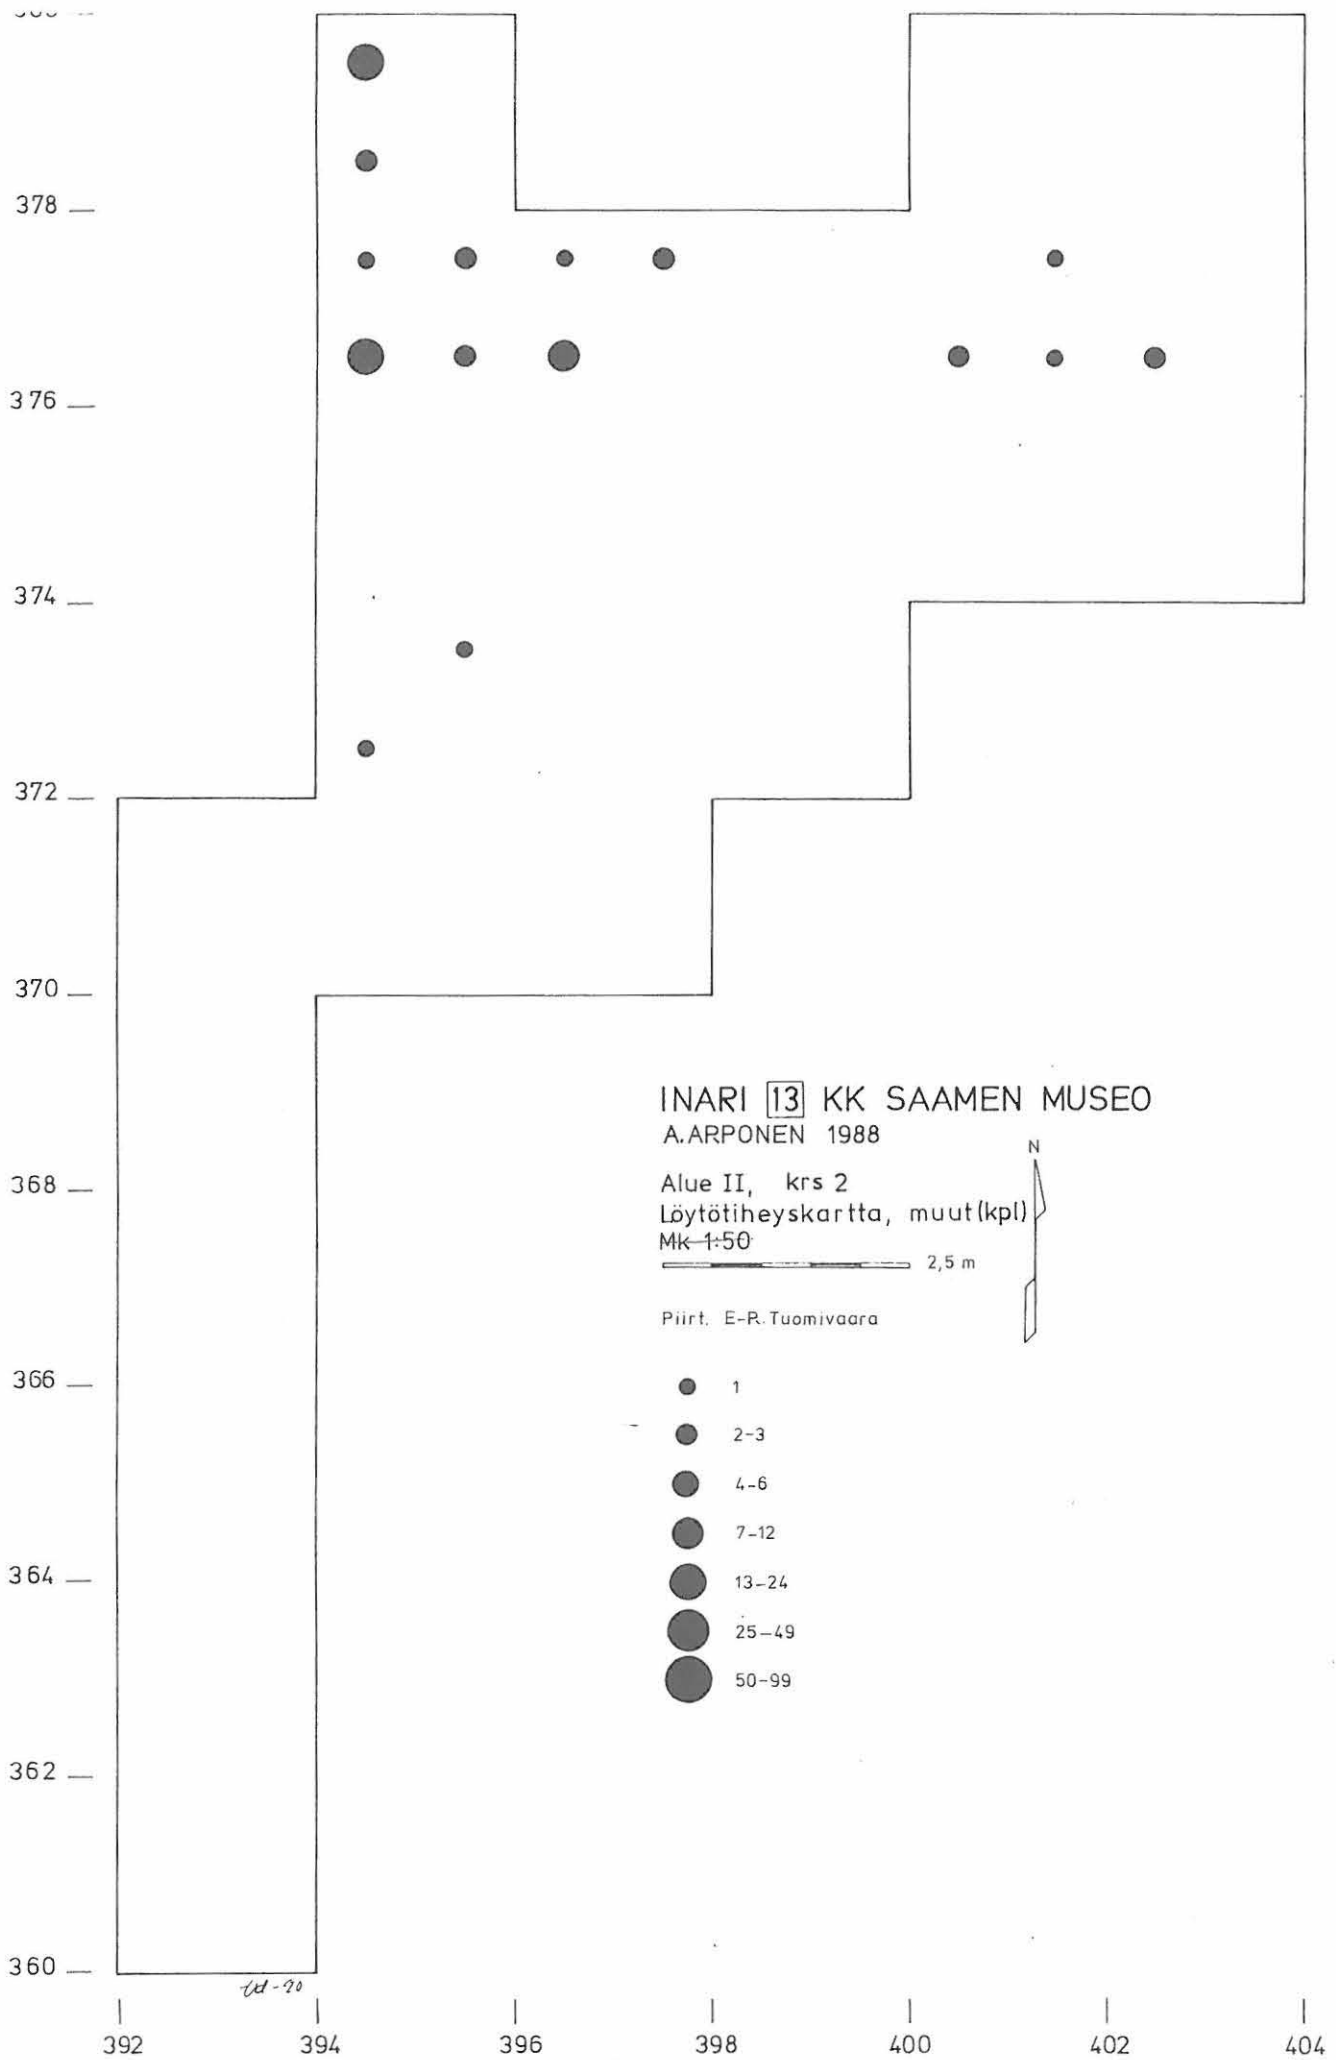 378
376
374
372
370
368
366
364
362
360
INARI 13 KK SAAMEN MUSEO
A.ARPONEN 1988
N
Alue II, krs 2
Löytötiheyskartta, muut (kpl)
Mk 1:50
2,5 m
Piirt. E-R.Tuomivaara
1
2-3
4-6
7-12
13-24
25-49
50-99
392 394 396 398 400 402 404